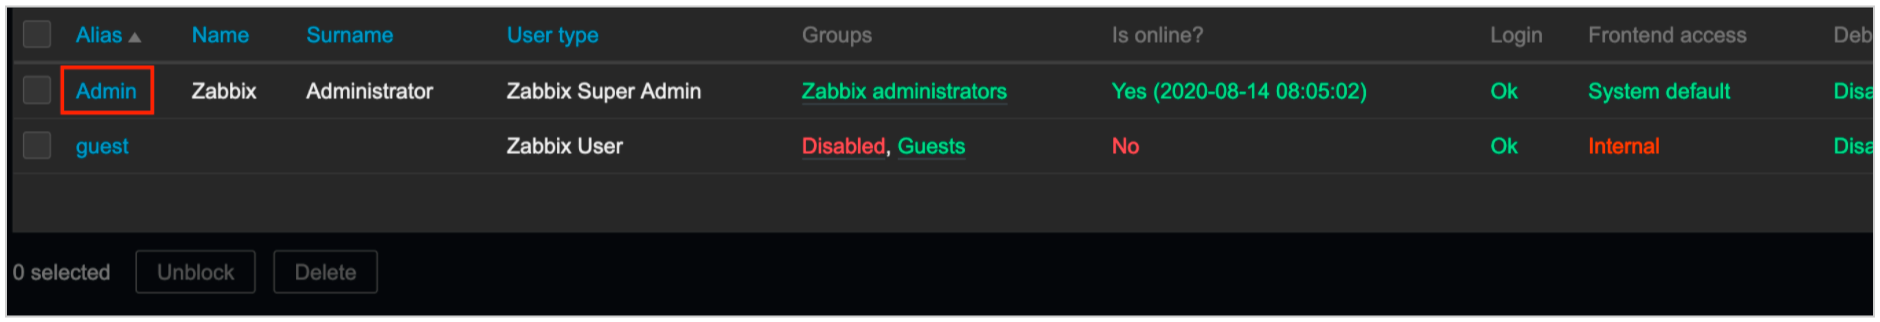 Alias ▲ Name Surname User type Groups Is online? Login Frontend access Deb
Admin Zabbix Administrator Zabbix Super Admin Zabbix administrators Yes (2020-08-14 08:05:02) Ok System default Disa
guest Zabbix User Disabled, Guests No Ok Internal Disa
0 selected Unblock Delete